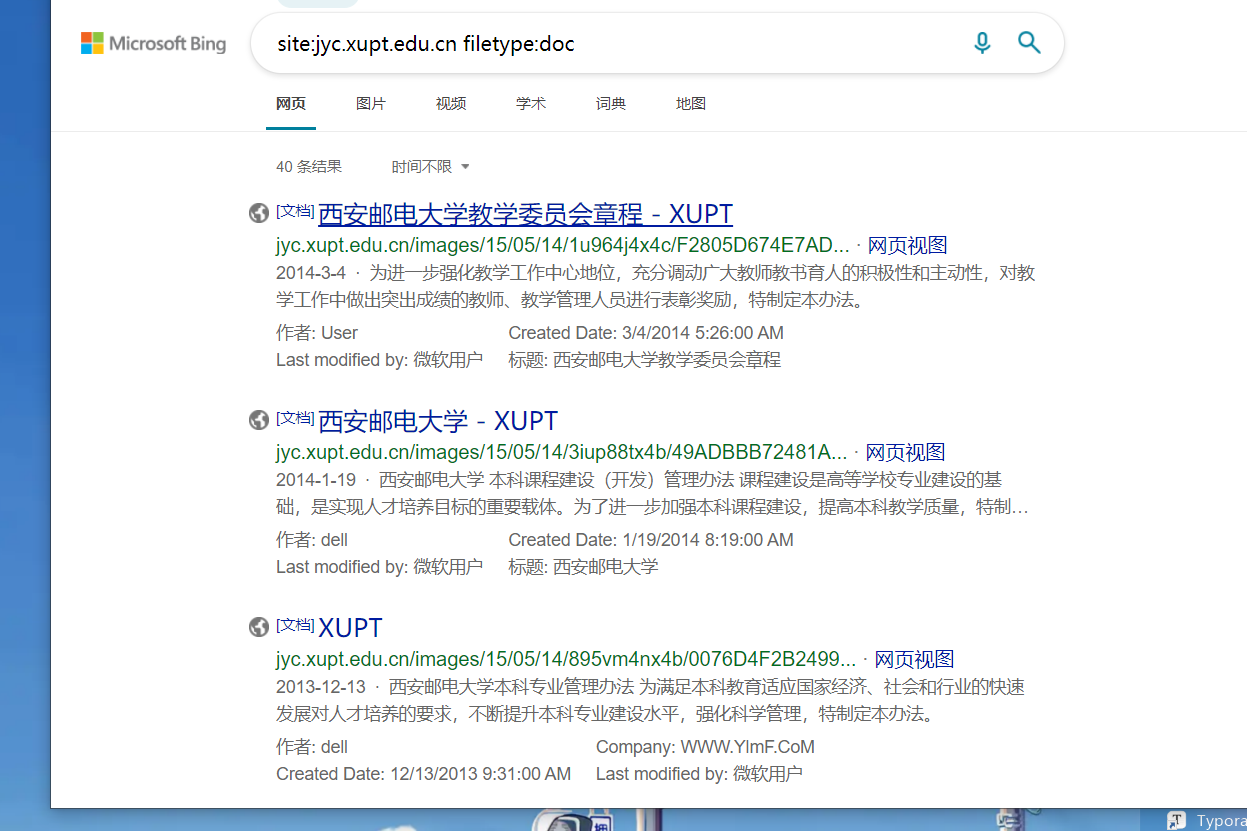 Microsoft Bing
site:jyc.xupt.edu.cn filetype:doc
网页 图片 视频 学术 词典 地图
40 条结果 时间不限
[文档] 西安邮电大学教学委员会章程 - XUPT
jyc.xupt.edu.cn/images/15/05/14/1u964j4x4c/F2805D674E7AD... · 网页视图
2014-3-4 · 为进一步强化教学工作中心地位，充分调动广大教师教书育人的积极性和主动性，对教
学工作中做出突出成绩的教师、教学管理人员进行表彰奖励，特制定本办法。
作者: User Created Date: 3/4/2014 5:26:00 AM
Last modified by: 微软用户 标题: 西安邮电大学教学委员会章程
[文档] 西安邮电大学 - XUPT
jyc.xupt.edu.cn/images/15/05/14/3iup88tx4b/49ADBBB72481A... · 网页视图
2014-1-19 · 西安邮电大学 本科课程建设（开发）管理办法 课程建设是高等学校专业建设的基
础，是实现人才培养目标的重要载体。为了进一步加强本科课程建设，提高本科教学质量，特制...
作者: dell Created Date: 1/19/2014 8:19:00 AM
Last modified by: 微软用户 标题: 西安邮电大学
[文档] XUPT
jyc.xupt.edu.cn/images/15/05/14/895vm4nx4b/0076D4F2B2499... · 网页视图
2013-12-13 · 西安邮电大学本科专业管理办法 为满足本科教育适应国家经济、社会和行业的快速
发展对人才培养的要求，不断提升本科专业建设水平，强化科学管理，特制定本办法。
作者: dell Company: WWW.YlmF.CoM
Created Date: 12/13/2013 9:31:00 AM Last modified by: 微软用户
Typora